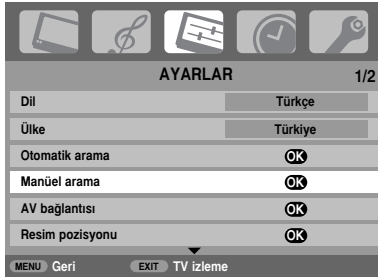 AYARLAR 1/2
Dil Türkçe
Ülke Türkiye
Otomatik arama OK
Manüel arama OK
AV bağlantısı OK
Resim pozisyonu OK
MENU Geri EXIT TV izleme